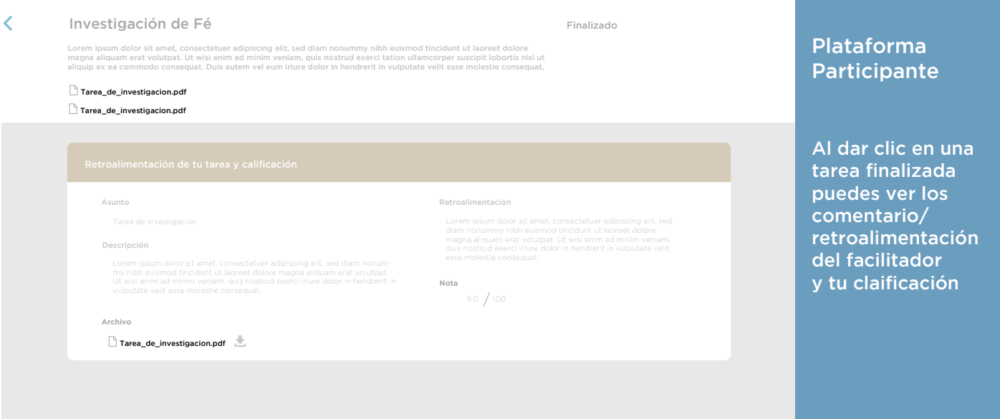 Investigación de Fé
Finalizado
Lorem ipsum dolor sit amet, consectetuer adipiscing elit, sed diam nonummy nibh euismod tincidunt ut laoreet dolore
magna aliquam erat volutpat. Ut wisi enim ad minim veniam, quis nostrud exerci tation ullamcorper suscipit lobortis nisl ut
aliquip ex ea commodo consequat. Duis autem vel eum iriure dolor in hendrerit in vulputate velit esse molestie consequat,
Tarea_de_investigacion.pdf
Tarea_de_investigacion.pdf
Retroalimentación de tu tarea y calificación
Asunto
Tarea de investigación
Descripción
Lorem ipsum dolor sit amet, consectetuer adipiscing elit, sed diam nonum-
my nibh euismod tincidunt ut laoreet dolore magna aliquam erat volutpat.
Ut wisi enim ad minim veniam, quis nostrud exerci iriure dolor in hendrerit in
vulputate velit esse molestie consequat,
Archivo
Tarea_de_investigacion.pdf
Retroalimentación
Lorem ipsum dolor sit amet, consectetuer adipiscing elit, sed
diam nonummy nibh euismod tincidunt ut laoreet dolore
magna aliquam erat volutpat. Ut wisi enim ad minim veniam,
quis nostrud exerci iriure dolor in hendrerit in vulputate velit
esse molestie consequat,
Nota
9.0 / 100
Plataforma
Participante
Al dar clic en una
tarea finalizada
puedes ver los
comentario/
retroalimentación
del facilitador
y tu claificación